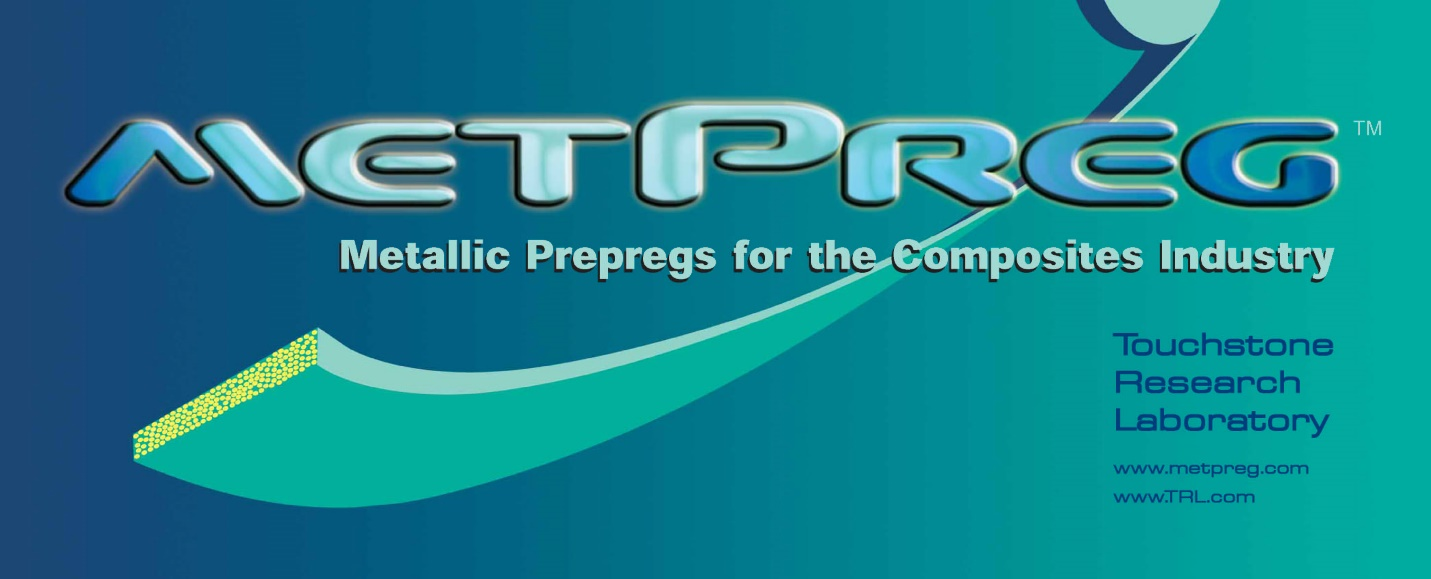 METPREG™
Metallic Prepregs for the Composites Industry
Touchstone
Research
Laboratory
www.metpreg.com
www.TRL.com